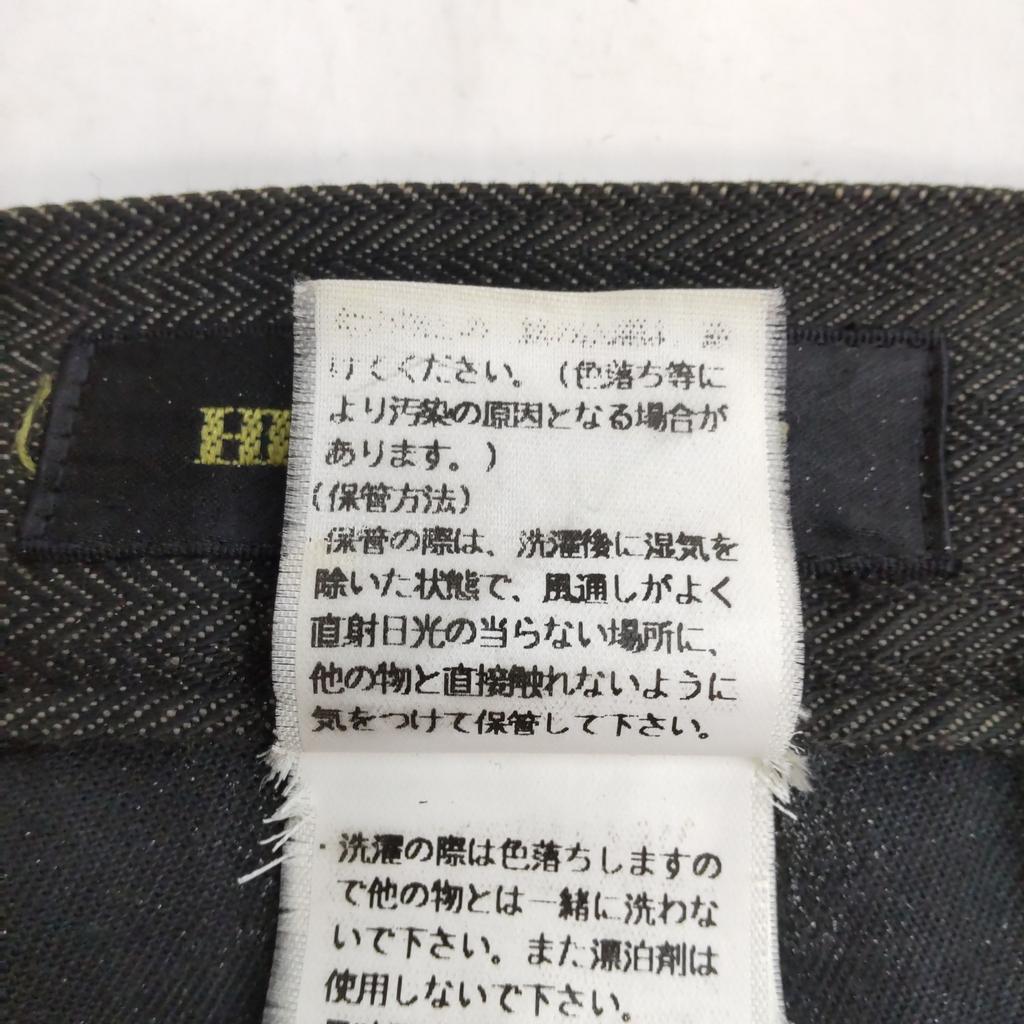 けてください。(色落ち等に
より汚染の原因となる場合が
あります。)
(保管方法)
保管の際は、洗濯後に湿気を
除いた状態で、風通しがよく
直射日光の当らない場所に、
他の物と直接触れないように
気をつけて保管して下さい。
・洗濯の際は色落ちしますの
で他の物とは一緒に洗わな
いで下さい。また漂泊剤は
使用しないで下さい。